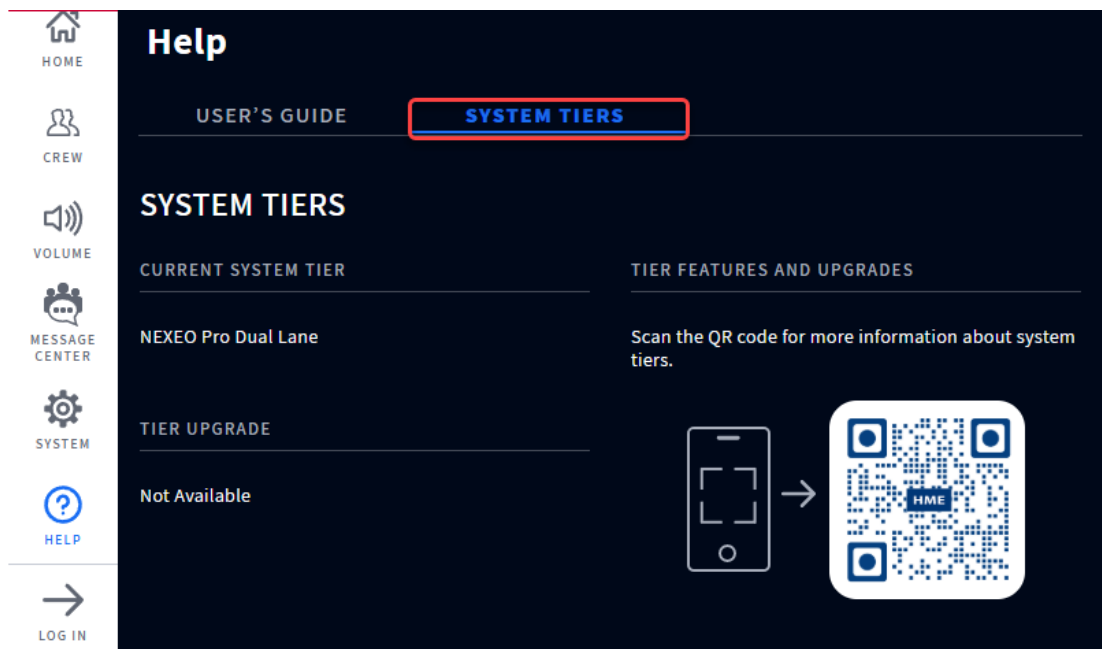 HOME
CREW
VOLUME
MESSAGE
CENTER
SYSTEM
HELP
LOG IN
Help
USER'S GUIDE
SYSTEM TIERS
SYSTEM TIERS
CURRENT SYSTEM TIER
NEXEO Pro Dual Lane
TIER UPGRADE
Not Available
TIER FEATURES AND UPGRADES
Scan the QR code for more information about system
tiers.
HME